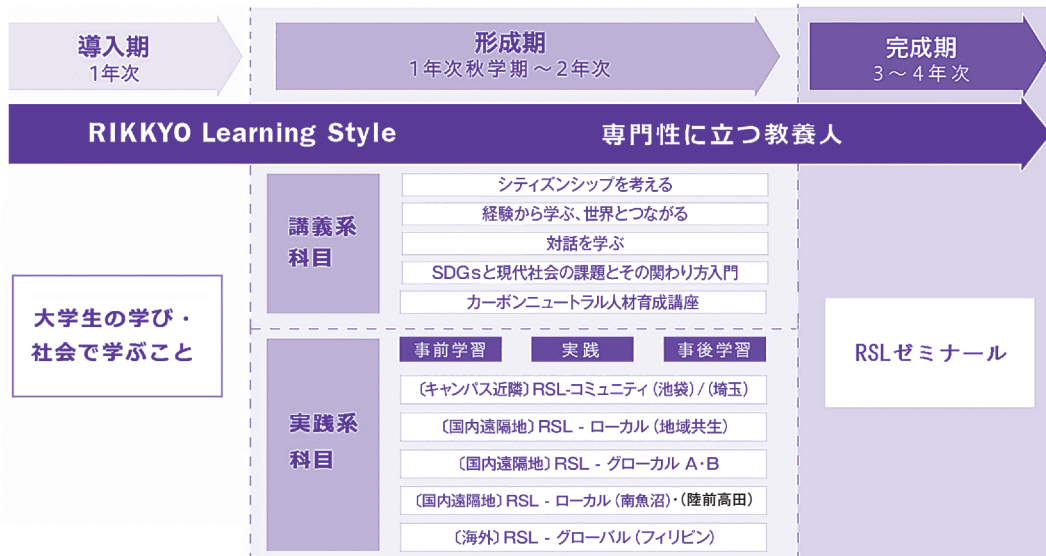 導入期
1年次
形成期
1年次秋学期～2年次
完成期
3～4年次
RIKKYO Learning Style 専門性に立つ教養人
大学生の学び・
社会で学ぶこと
講義系
科目
シティズンシップを考える
経験から学ぶ、世界とつながる
対話を学ぶ
SDGsと現代社会の課題とその関わり方入門
カーボンニュートラル人材育成講座
実践系
科目
事前学習 実践 事後学習
〔キャンパス近隣〕RSL-コミュニティ（池袋）/（埼玉）
〔国内遠隔地〕RSL - ローカル（地域共生）
〔国内遠隔地〕RSL - グローカル A・B
〔国内遠隔地〕RSL - ローカル（南魚沼）・（陸前高田）
〔海外〕RSL - グローバル（フィリピン）
RSLゼミナール